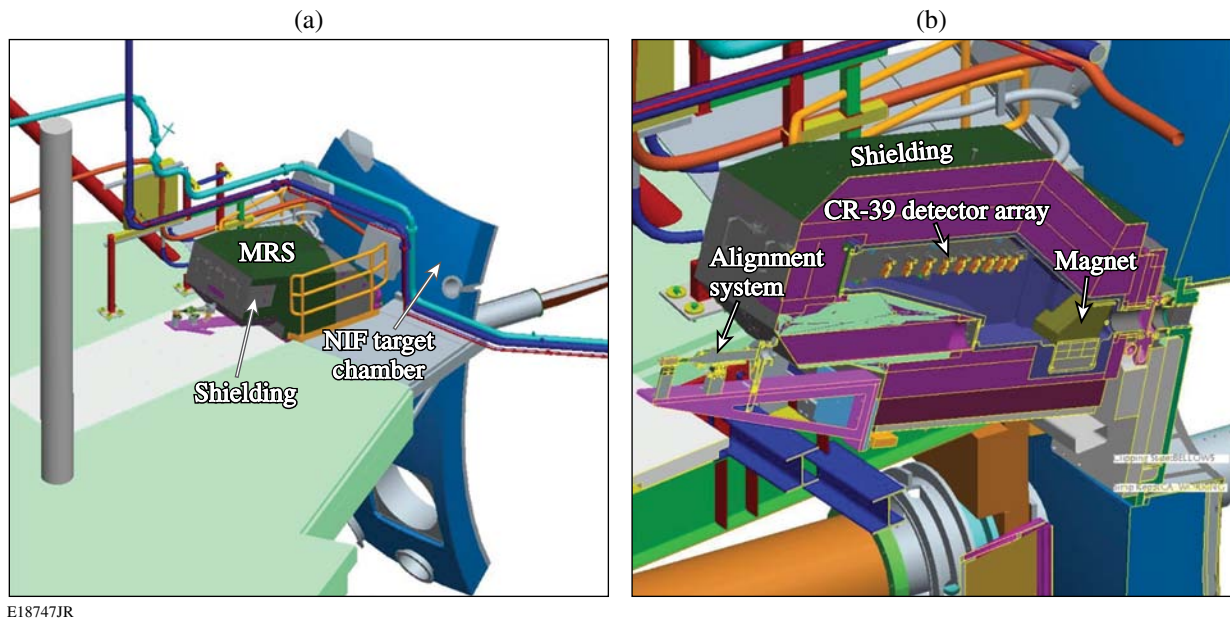 (a)
(b)
MRS
NIF target
chamber
Shielding
Shielding
CR-39 detector array
Alignment
system
Magnet
E18747JR